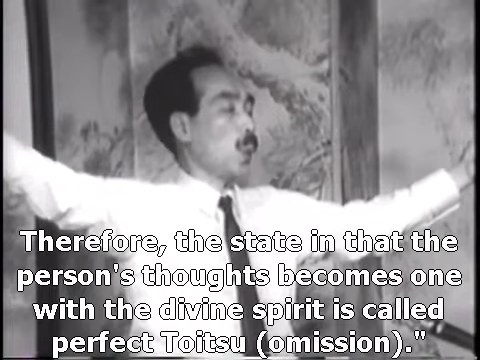 Therefore, the state in that the
person's thoughts becomes one
with the divine spirit is called
perfect Toitsu (omission)."